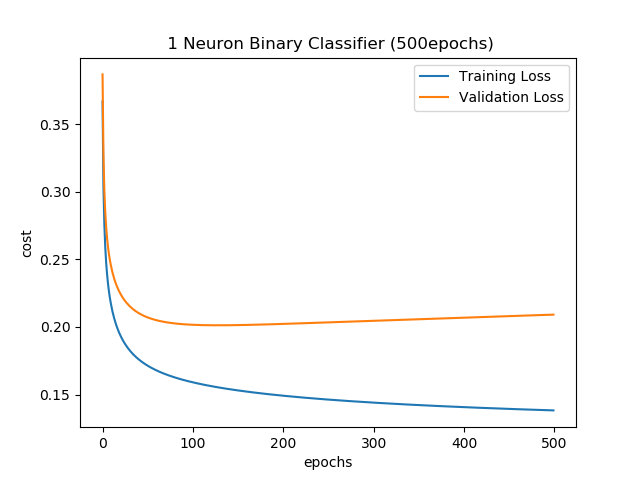 1 Neuron Binary Classifier (500epochs)
Training Loss
Validation Loss
cost
0.35
0.30
0.25
0.20
0.15
0 100 200 300 400 500
epochs